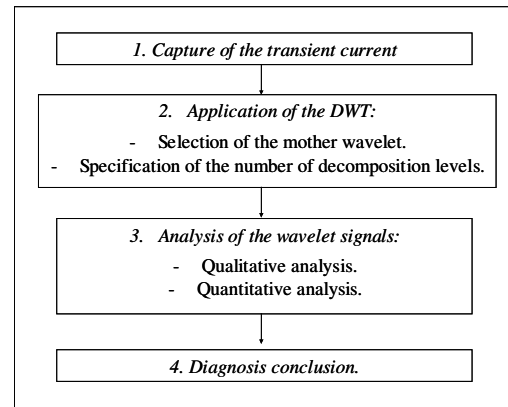 1. Capture of the transient current
2. Application of the DWT:
- Selection of the mother wavelet.
- Specification of the number of decomposition levels.
3. Analysis of the wavelet signals:
- Qualitative analysis.
- Quantitative analysis.
4. Diagnosis conclusion.